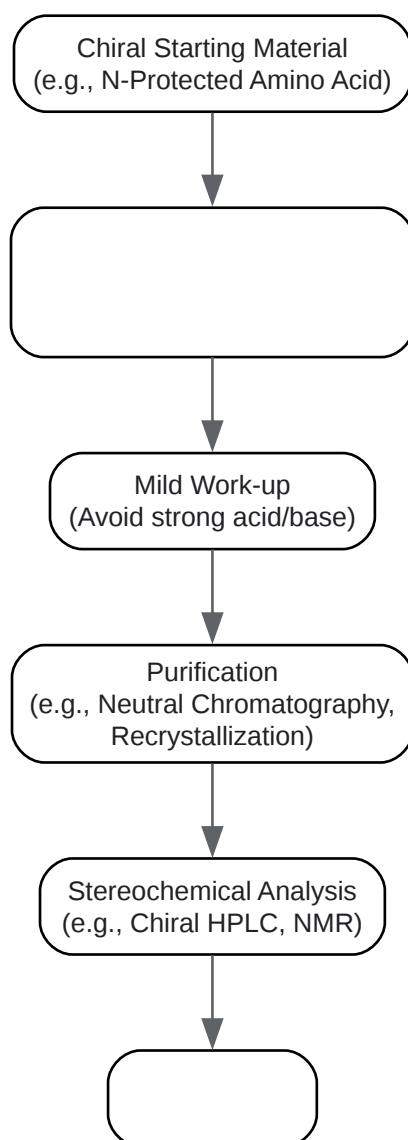 Chiral Starting Material
(e.g., N-Protected Amino Acid)
Mild Work-up
(Avoid strong acid/base)
Purification
(e.g., Neutral Chromatography,
Recrystallization)
Stereochemical Analysis
(e.g., Chiral HPLC, NMR)